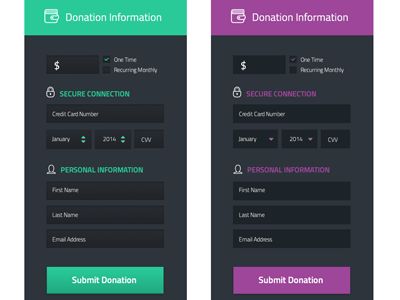 Donation Information
$
One Time
Recurring Monthly
SECURE CONNECTION
Credit Card Number
January 2014 CVV
PERSONAL INFORMATION
First Name
Last Name
Email Address
Submit Donation
Donation Information
$
One Time
Recurring Monthly
SECURE CONNECTION
Credit Card Number
January 2014 CVV
PERSONAL INFORMATION
First Name
Last Name
Email Address
Submit Donation